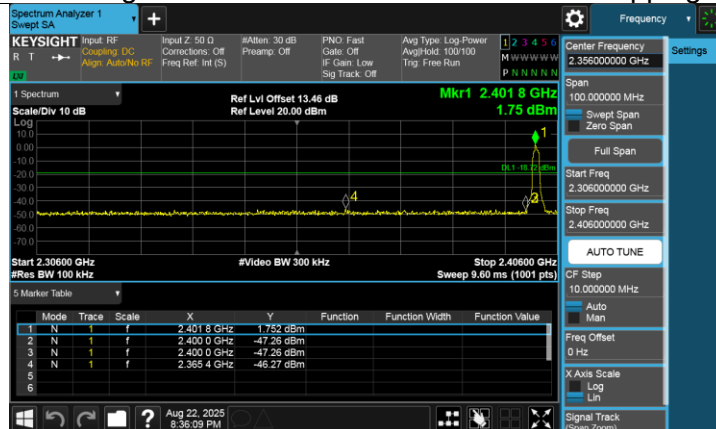 Spectrum Analyzer 1
Swept SA
+
Frequency
KEYSIGHT
R T
LW
Input: RF
Coupling: DC
Align: Auto/No RF
Input Z: 50 Ω
Corrections: Off
Freq Ref: Int (S)
#Atten: 30 dB
Preamp: Off
PNO: Fast
Gate: Off
IF Gain: Low
Sig Track: Off
Avg Type: Log-Power
Avg|Hold: 100/100
Trig: Free Run
1 2 3 4 5 6
M W W W W W
P N N N N N
1 Spectrum
Scale/Div 10 dB
Ref Lvl Offset 13.46 dB
Ref Level 20.00 dBm
Mkr1 2.401 8 GHz
1.75 dBm
Log
10.0
0.00
-10.0
-20.0
-30.0
-40.0
-50.0
-60.0
-70.0
1
DL1 -18.72 dBm
4
Start 2.30600 GHz
#Res BW 100 kHz
#Video BW 300 kHz
Stop 2.40600 GHz
Sweep 9.60 ms (1001 pts)
5 Marker Table
Mode Trace Scale X Y Function Function Width Function Value
1 N 1 f 2.401 8 GHz 1.752 dBm
2 N 1 f 2.400 0 GHz -47.26 dBm
3 N 1 f 2.400 0 GHz -47.26 dBm
4 N 1 f 2.365 4 GHz -46.27 dBm
5
6
?
Aug 22, 2025
8:36:09 PM
Center Frequency
2.356000000 GHz
Settings
Span
100.000000 MHz
Swept Span
Zero Span
Full Span
Start Freq
2.306000000 GHz
Stop Freq
2.406000000 GHz
AUTO TUNE
CF Step
10.000000 MHz
Auto
Man
Freq Offset
0 Hz
X Axis Scale
Log
Lin
Signal Track
(Span Zoom)